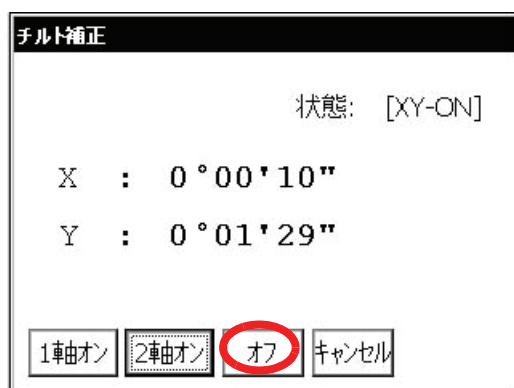 チルト補正
状態: [XY-ON]
X : 0°00'10"
Y : 0°01'29"
1軸オン 2軸オン オフ キャンセル